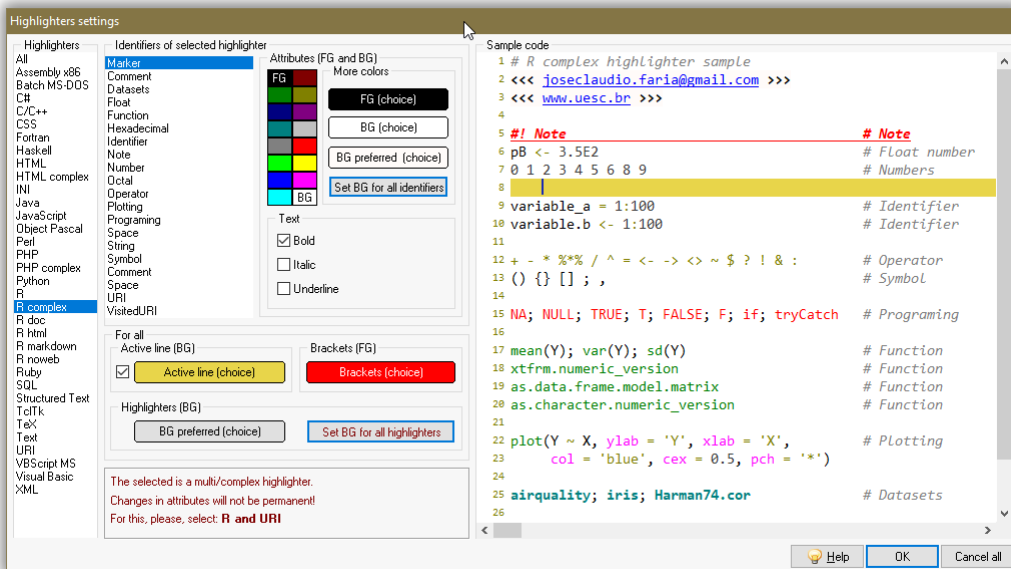 Highlighters settings
Highlighters
All
Assembly x86
Batch MS-DOS
C#
C/C++
CSS
Fortran
Haskell
HTML
HTML complex
INI
Java
JavaScript
Object Pascal
Perl
PHP
PHP complex
Python
R
R complex
R doc
R html
R markdown
R noweb
Ruby
SQL
Structured Text
TclTk
TeX
Text
URI
VBScript MS
Visual Basic
XML
Identifiers of selected highlighter
Marker
Comment
Datasets
Float
Function
Hexadecimal
Identifier
Note
Number
Octal
Operator
Plotting
Programing
Space
String
Symbol
Comment
Space
URI
VisitedURI
Attributes (FG and BG)
FG
BG
More colors
FG (choice)
BG (choice)
BG preferred (choice)
Set BG for all identifiers
Text
Bold
Italic
Underline
For all
Active line (BG)
Active line (choice)
Brackets (FG)
Brackets (choice)
Highlighters (BG)
BG preferred (choice)
Set BG for all highlighters
The selected is a multi/complex highlighter.
Changes in attributes will not be permanent!
For this, please, select: R and URI
Sample code
1 # R complex highlighter sample
2 <<< joseclaudio.faria@gmail.com >>>
3 <<< www.uesc.br >>>
4
5 #! Note # Note
6 pB <- 3.5E2 # Float number
7 0 1 2 3 4 5 6 8 9 # Numbers
8
9 variable_a = 1:100 # Identifier
10 variable.b <- 1:100 # Identifier
11
12 + - * %*% / ^ = <- -> <> ~ $ ? ! & : # Operator
13 () {} [] ; , # Symbol
14
15 NA; NULL; TRUE; T; FALSE; F; if; tryCatch # Programing
16
17 mean(Y); var(Y); sd(Y) # Function
18 xtfrm.numeric_version # Function
19 as.data.frame.model.matrix # Function
20 as.character.numeric_version # Function
21
22 plot(Y ~ X, ylab = 'Y', xlab = 'X', # Plotting
23 col = 'blue', cex = 0.5, pch = '*')
24
25 airquality; iris; Harman74.cor # Datasets
26
Help
OK
Cancel all